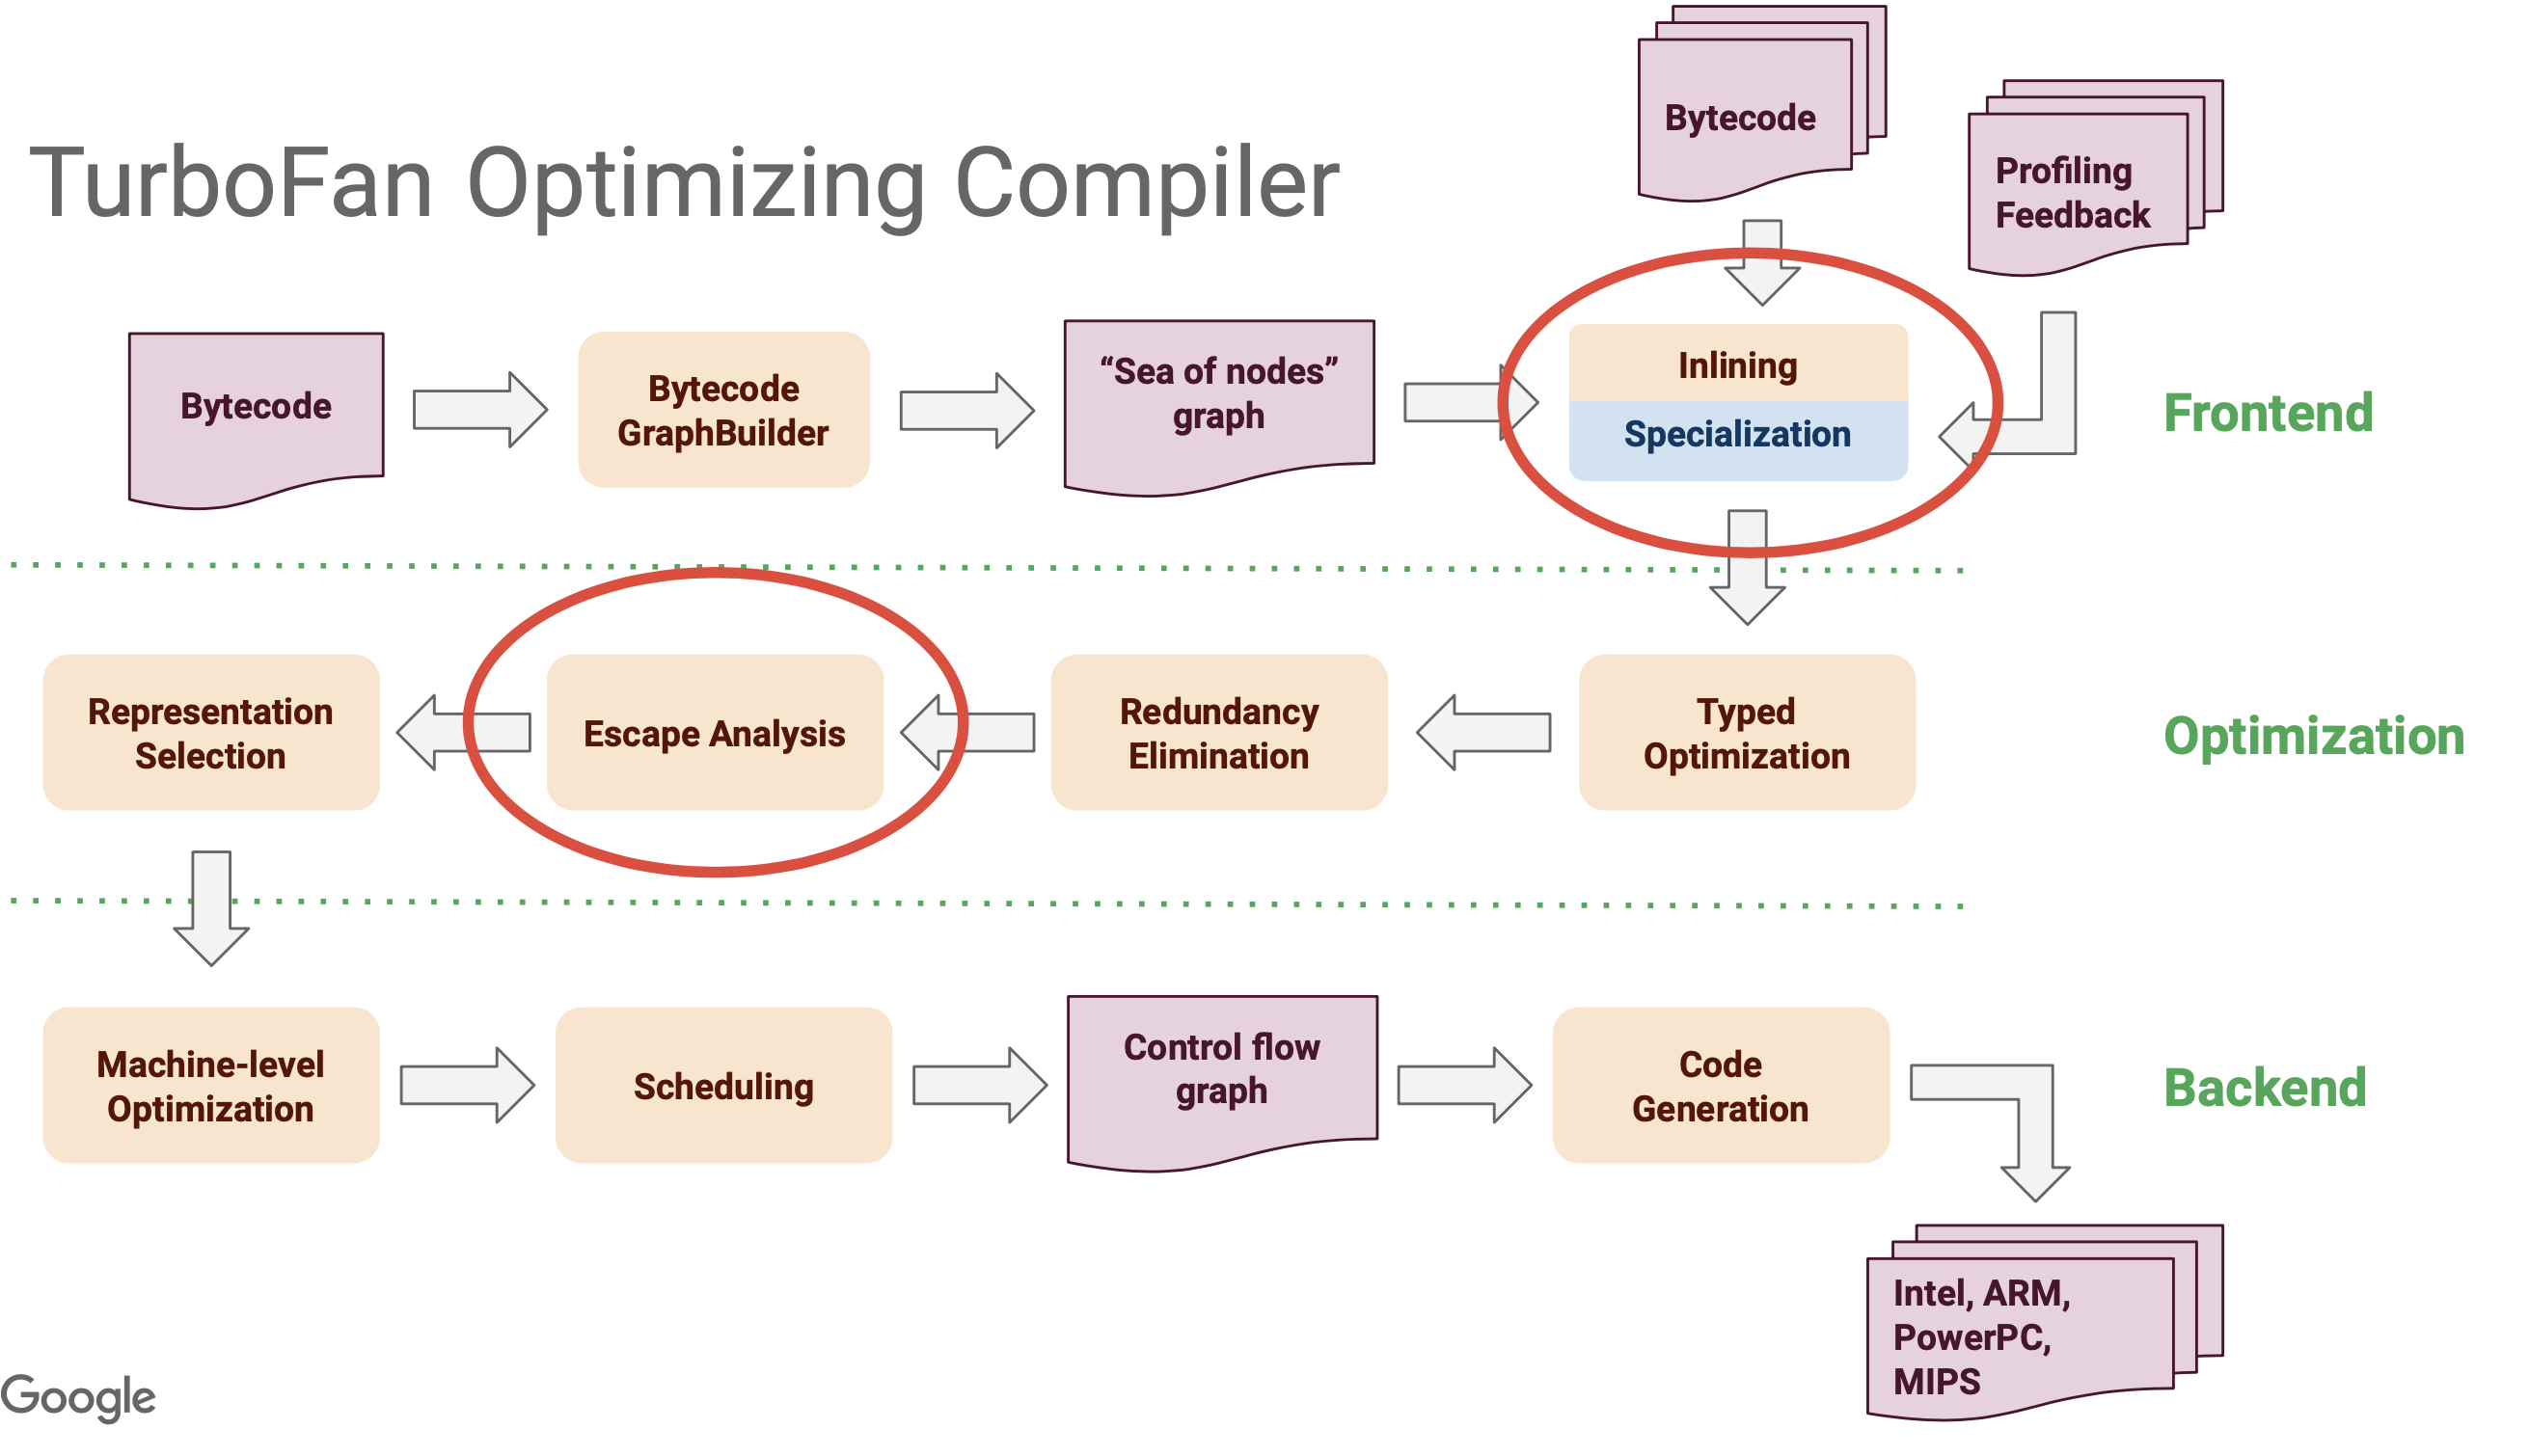 Bytecode
Profiling
Feedback
TurboFan Optimizing Compiler
Bytecode
Bytecode
GraphBuilder
“Sea of nodes”
graph
Inlining
Specialization
Frontend
Representation
Selection
Escape Analysis
Redundancy
Elimination
Typed
Optimization
Optimization
Machine-level
Optimization
Scheduling
Control flow
graph
Code
Generation
Backend
Intel, ARM,
PowerPC,
MIPS
Google